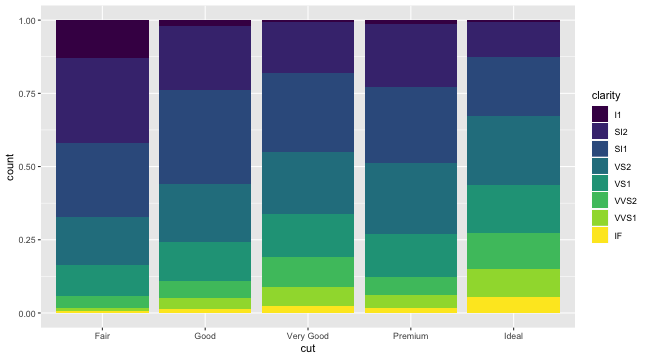 1.00
0.75
0.50
0.25
0.00
count
Fair
Good
Very Good
Premium
Ideal
cut
clarity
I1
SI2
SI1
VS2
VS1
VVS2
VVS1
IF